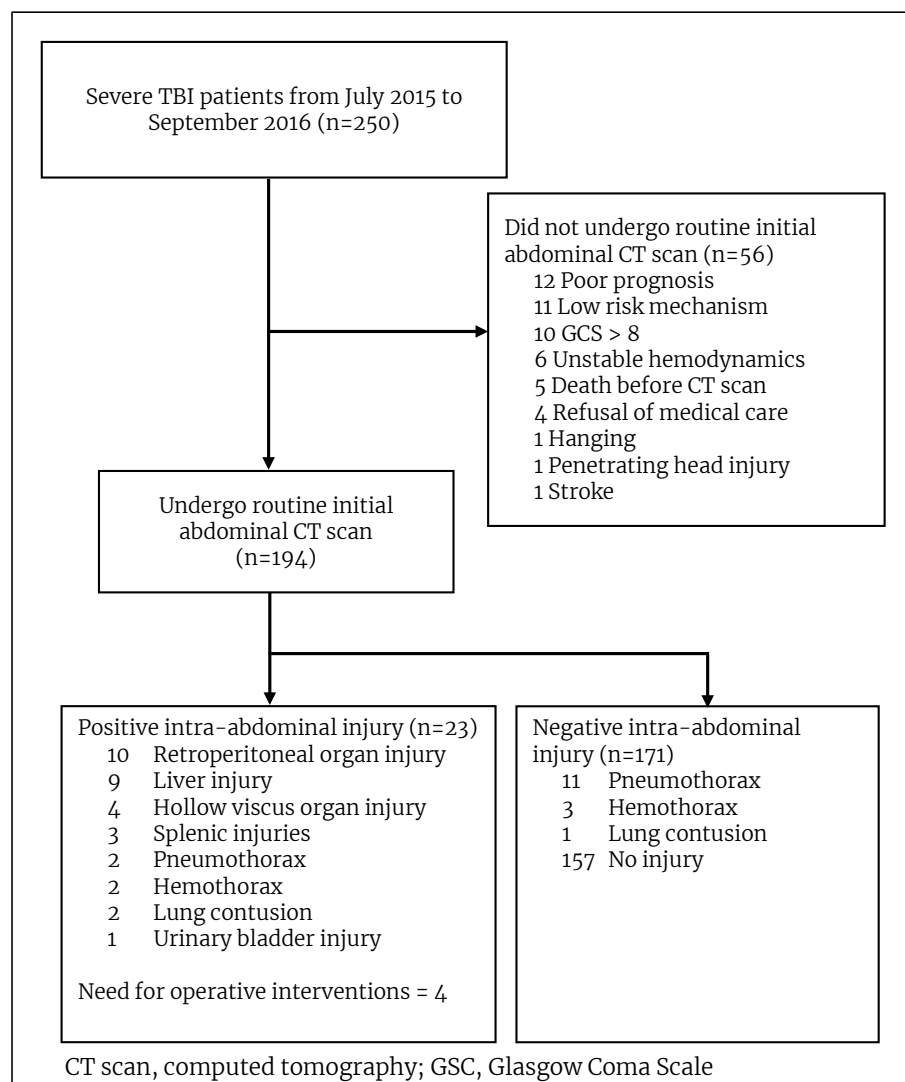 Severe TBI patients from July 2015 to
September 2016 (n=250)
Did not undergo routine initial
abdominal CT scan (n=56)
12 Poor prognosis
11 Low risk mechanism
10 GCS > 8
6 Unstable hemodynamics
5 Death before CT scan
4 Refusal of medical care
1 Hanging
1 Penetrating head injury
1 Stroke
Undergo routine initial
abdominal CT scan
(n=194)
Positive intra-abdominal injury (n=23)
10 Retroperitoneal organ injury
9 Liver injury
4 Hollow viscus organ injury
3 Splenic injuries
2 Pneumothorax
2 Hemothorax
2 Lung contusion
1 Urinary bladder injury
Need for operative interventions = 4
Negative intra-abdominal
injury (n=171)
11 Pneumothorax
3 Hemothorax
1 Lung contusion
157 No injury
CT scan, computed tomography; GSC, Glasgow Coma Scale